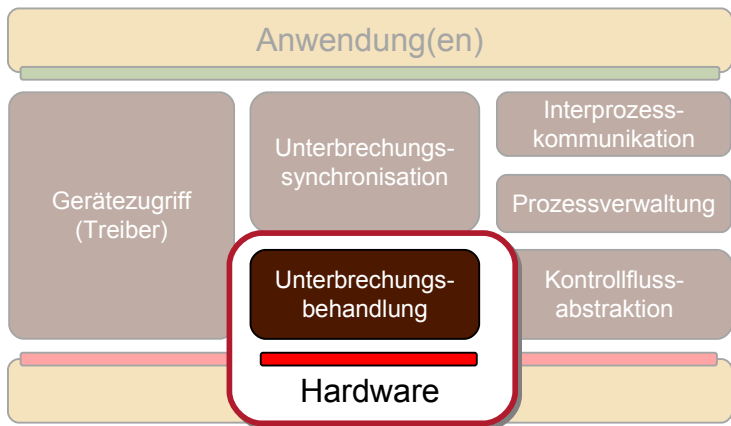 Anwendung(en)
Gerätezugriff
(Treiber)
Unterbrechungs-
synchronisation
Interprozess-
kommunikation
Prozessverwaltung
Unterbrechungs-
behandlung
Kontrollfluss-
abstraktion
Hardware